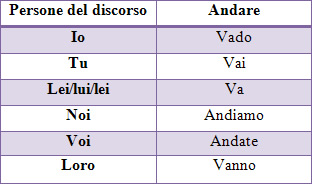 Persone del discorso Andare
Io Vado
Tu Vai
Lei/lui/lei Va
Noi Andiamo
Voi Andate
Loro Vanno